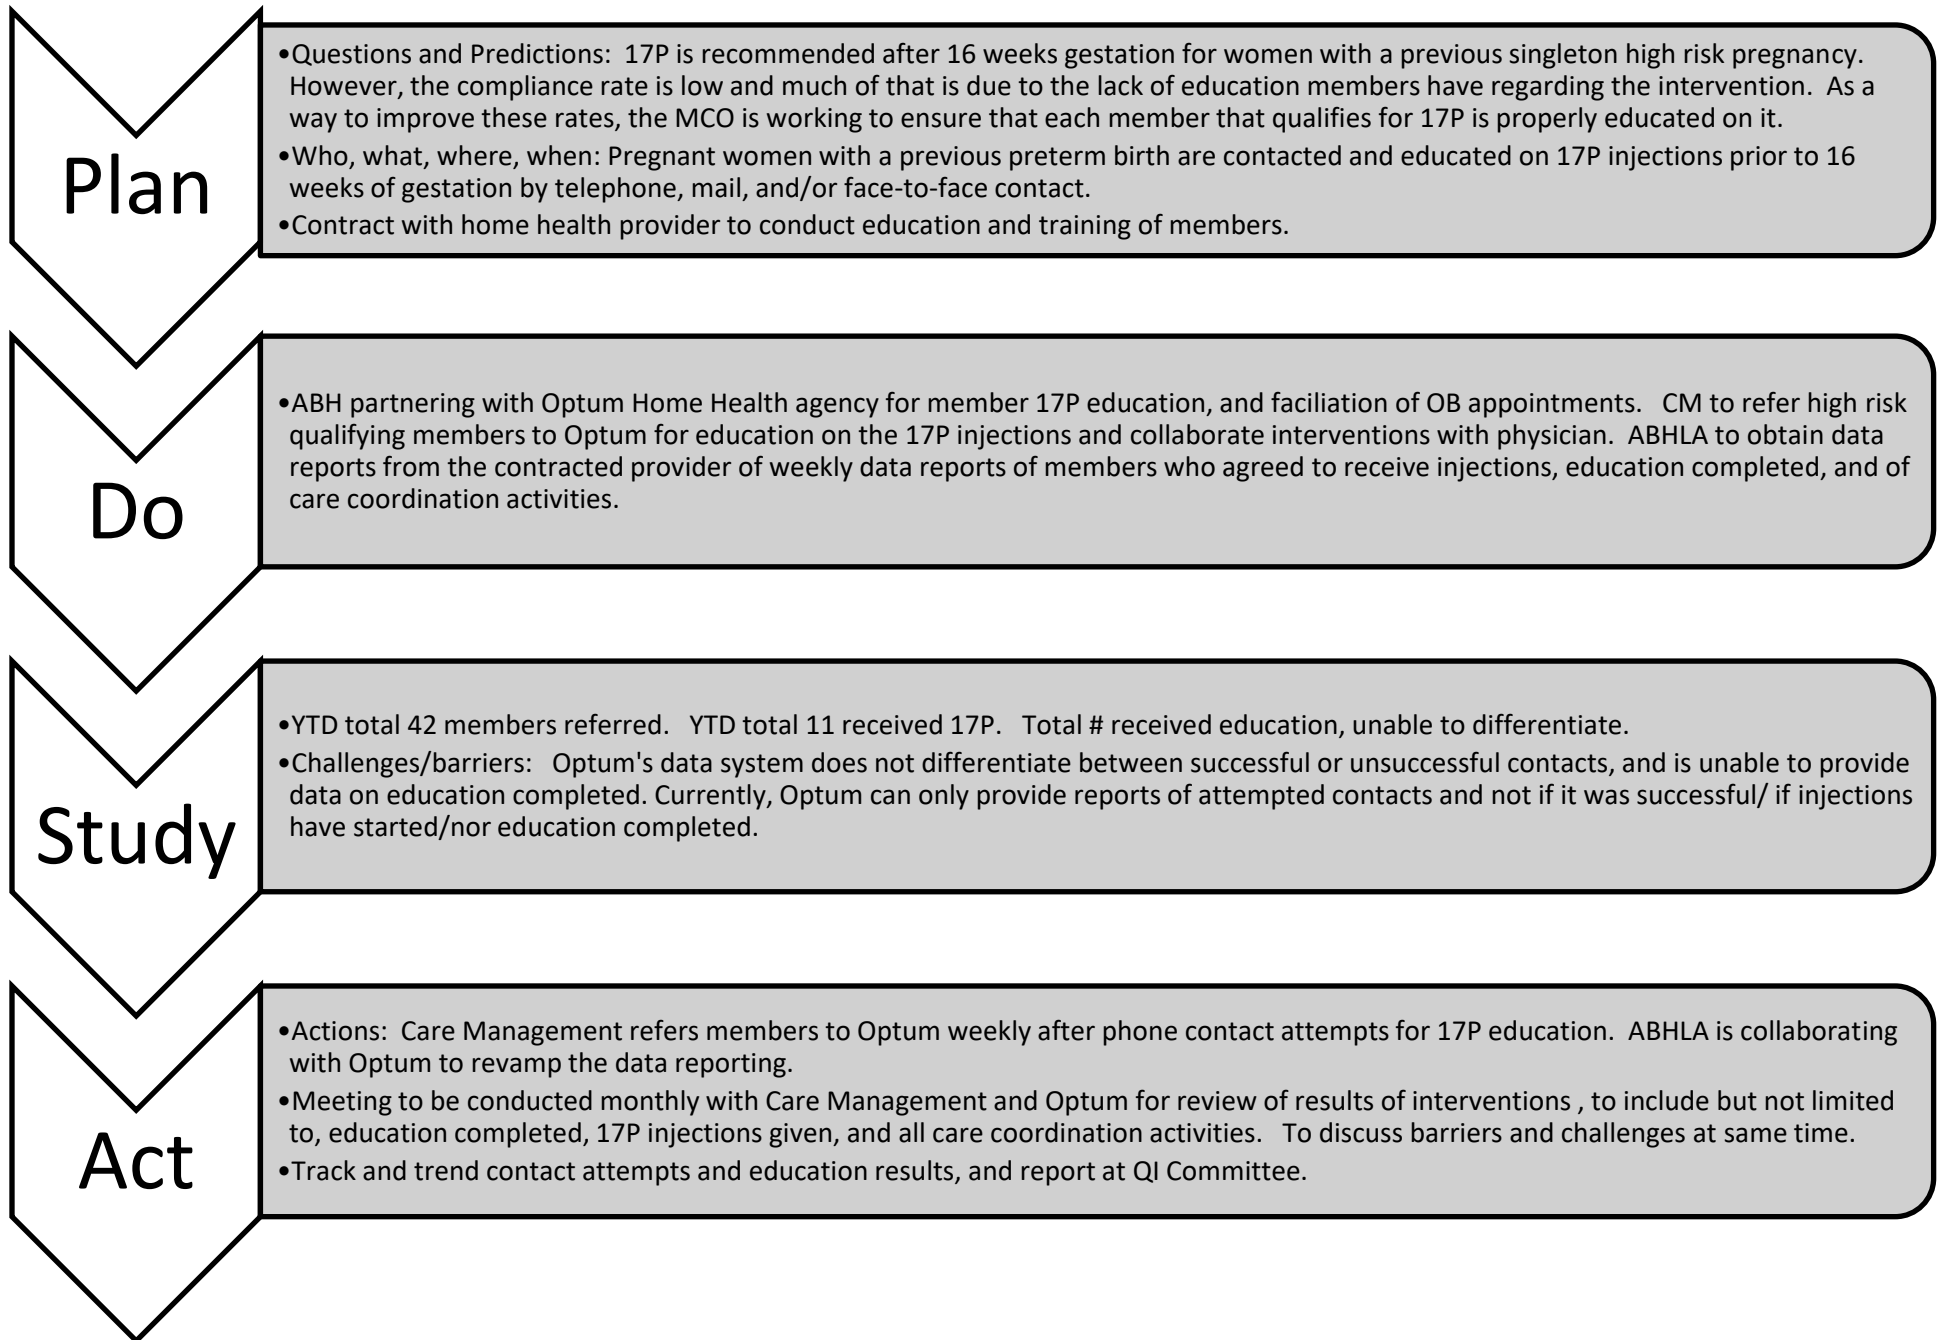 Plan
•Questions and Predictions: 17P is recommended after 16 weeks gestation for women with a previous singleton high risk pregnancy.
However, the compliance rate is low and much of that is due to the lack of education members have regarding the intervention. As a
way to improve these rates, the MCO is working to ensure that each member that qualifies for 17P is properly educated on it.
•Who, what, where, when: Pregnant women with a previous preterm birth are contacted and educated on 17P injections prior to 16
weeks of gestation by telephone, mail, and/or face-to-face contact.
•Contract with home health provider to conduct education and training of members.
Do
•ABH partnering with Optum Home Health agency for member 17P education, and faciliation of OB appointments. CM to refer high risk
qualifying members to Optum for education on the 17P injections and collaborate interventions with physician. ABHLA to obtain data
reports from the contracted provider of weekly data reports of members who agreed to receive injections, education completed, and of
care coordination activities.
Study
•YTD total 42 members referred. YTD total 11 received 17P. Total # received education, unable to differentiate.
•Challenges/barriers: Optum's data system does not differentiate between successful or unsuccessful contacts, and is unable to provide
data on education completed. Currently, Optum can only provide reports of attempted contacts and not if it was successful/ if injections
have started/nor education completed.
Act
•Actions: Care Management refers members to Optum weekly after phone contact attempts for 17P education. ABHLA is collaborating
with Optum to revamp the data reporting.
•Meeting to be conducted monthly with Care Management and Optum for review of results of interventions , to include but not limited
to, education completed, 17P injections given, and all care coordination activities. To discuss barriers and challenges at same time.
•Track and trend contact attempts and education results, and report at QI Committee.